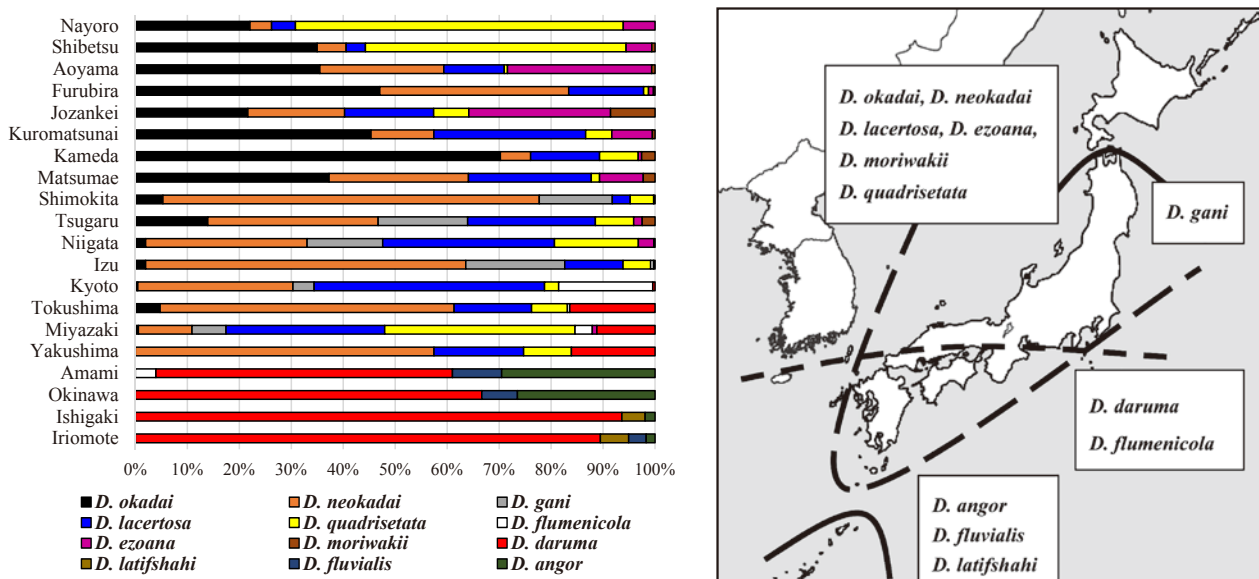 Nayoro
Shibetsu
Aoyama
Furubira
Jozankei
Kuromatsunai
Kameda
Matsumae
Shimokita
Tsugaru
Niigata
Izu
Kyoto
Tokushima
Miyazaki
Yakushima
Amami
Okinawa
Ishigaki
Iriomote
0% 10% 20% 30% 40% 50% 60% 70% 80% 90% 100%
D. okadai D. neokadai D. gani
D. lacertosa D. quadrisetata D. flumenicola
D. ezoana D. moriwakii D. daruma
D. latifshahi D. fluvialis D. angor
D. okadai, D. neokadai
D. lacertosa, D. ezoana,
D. moriwakii
D. quadrisetata
D. gani
D. daruma
D. flumenicola
D. angor
D. fluvialis
D. latifshahi